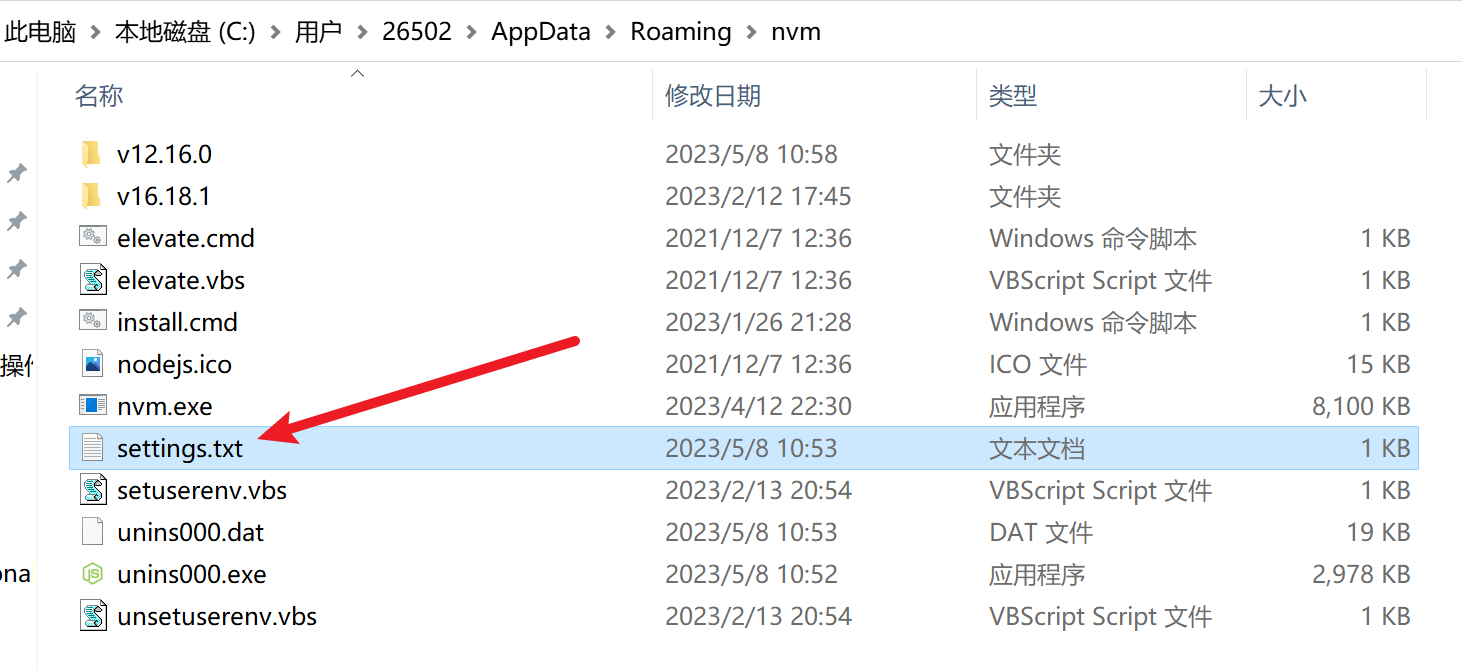 此电脑 > 本地磁盘 (C:) > 用户 > 26502 > AppData > Roaming > nvm
名称 修改日期 类型 大小
v12.16.0 2023/5/8 10:58 文件夹
v16.18.1 2023/2/12 17:45 文件夹
elevate.cmd 2021/12/7 12:36 Windows 命令脚本 1 KB
elevate.vbs 2021/12/7 12:36 VBScript Script 文件 1 KB
install.cmd 2023/1/26 21:28 Windows 命令脚本 1 KB
操作 nodejs.ico 2021/12/7 12:36 ICO 文件 15 KB
nvm.exe 2023/4/12 22:30 应用程序 8,100 KB
settings.txt 2023/5/8 10:53 文本文档 1 KB
setuserenv.vbs 2023/2/13 20:54 VBScript Script 文件 1 KB
unins000.dat 2023/5/8 10:53 DAT 文件 19 KB
ona unins000.exe 2023/5/8 10:52 应用程序 2,978 KB
unsetuserenv.vbs 2023/2/13 20:54 VBScript Script 文件 1 KB